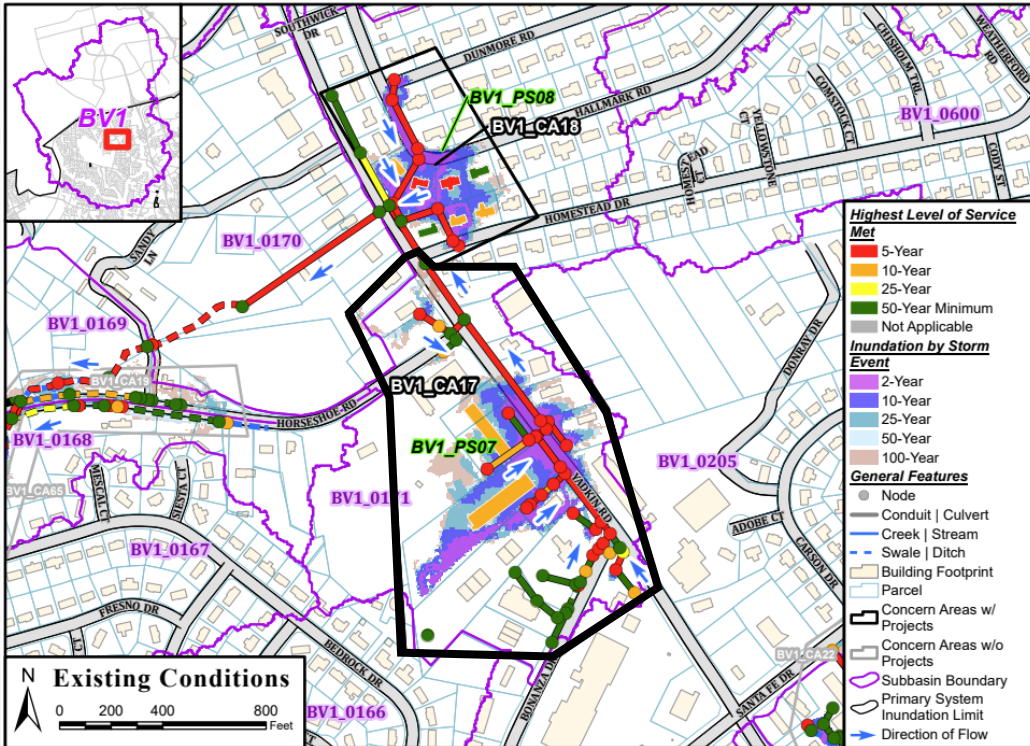 SOUTHWICK
DR
DUNMORE RD
CHISHOLM TRL
WEATHERFORD
RD
BV1
BV1_PS08
HALLMARK RD
COMSTOCK CT
BV1_0600
BV1_CA18
YELLOWSTONE
CT
HOMESTEAD
CT
CODY ST
HOMESTEAD DR
BV1_0170
SANDY
LN
BV1_0169
DONRAY DR
BV1_CA19
BV1_CA17
HORSESHOE RD
BV1_0168
BV1_PS07
BV1_0205
MESCAL CT
MESTA CT
BV1_CA65
BV1_0171
YADKIN RD
ADOBE CT
BV1_0167
CARSON DR
FRESNO DR
CT
BEDROCK DR
BV1_CA22
SANTA FE DR
BONANZA DR
BV1_0166
Highest Level of Service
Met
5-Year
10-Year
25-Year
50-Year Minimum
Not Applicable
Inundation by Storm
Event
2-Year
10-Year
25-Year
50-Year
100-Year
General Features
Node
Conduit | Culvert
Creek | Stream
Swale | Ditch
Building Footprint
Parcel
Concern Areas w/
Projects
Concern Areas w/o
Projects
Subbasin Boundary
Primary System
Inundation Limit
Direction of Flow
N
Existing Conditions
0 200 400 800
Feet